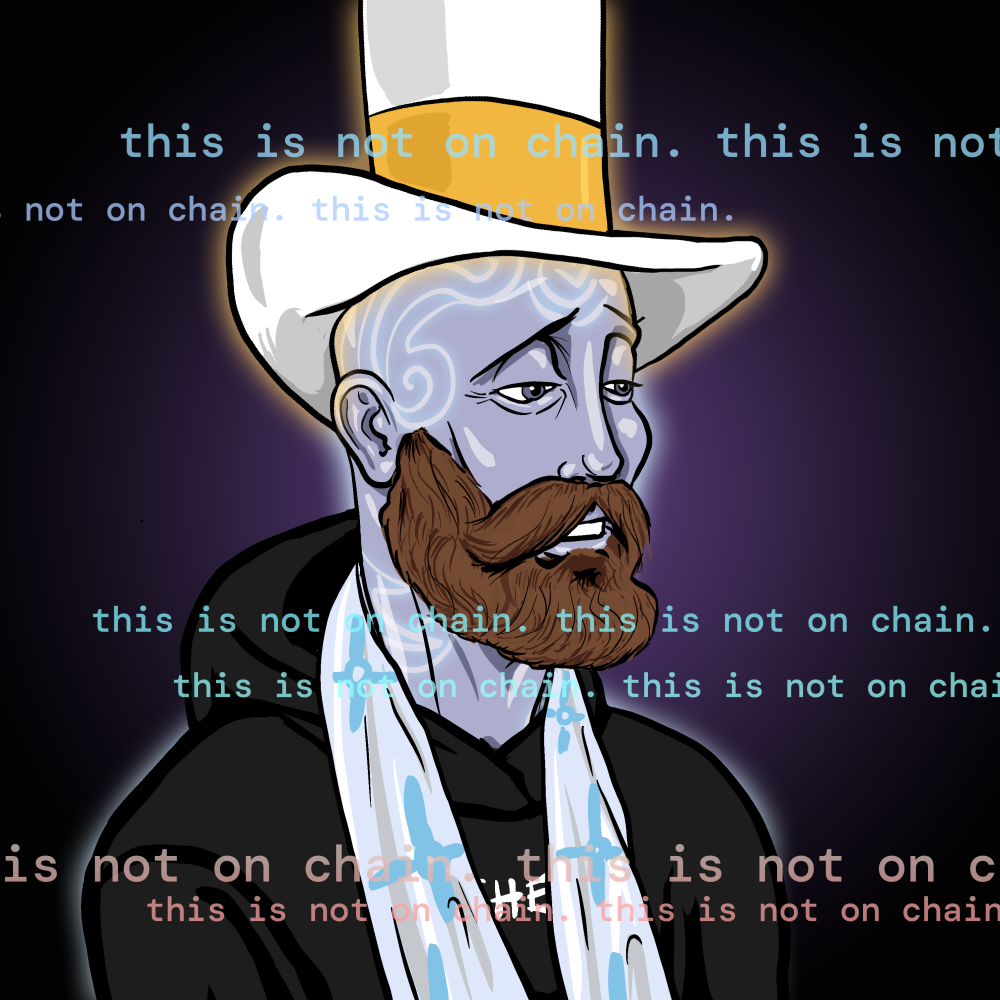 this is not on chain. this is not
not on chain. this is not on chain.
this is not on chain. this is not on chain.
this is not on chain. this is not on chai
is not on chain. this is not on c
HE
this is not on chain. this is not on chain